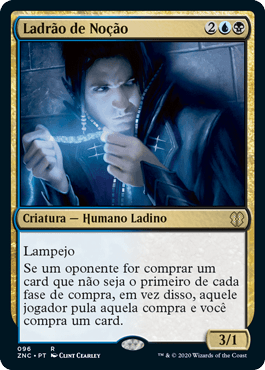 Ladrão de Noção 2
Criatura — Humano Ladino
Lampejo
Se um oponente for comprar um
card que não seja o primeiro de cada
fase de compra, em vez disso, aquele
jogador pula aquela compra e você
compra um card.
3/1
096 R
ZNC • PT CLINT CEARLEY ™ & © 2020 Wizards of the Coast